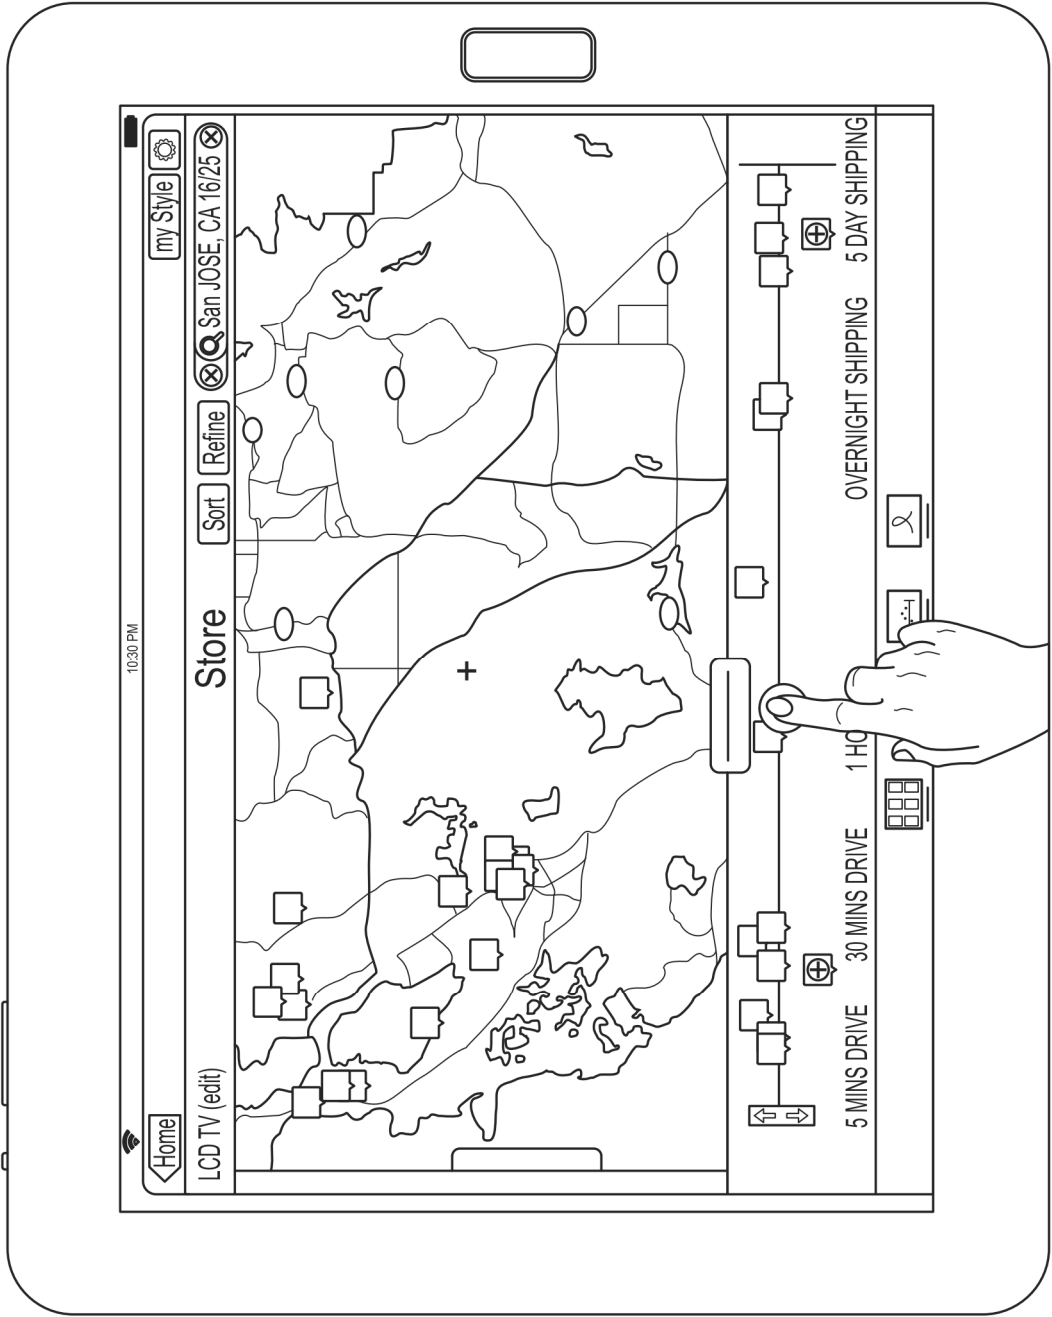 10:30 PM
Home
my Style
LCD TV (edit)
Store
Sort
Refine
San JOSE, CA 16/25
5 MINS DRIVE
30 MINS DRIVE
1 HO
OVERNIGHT SHIPPING
5 DAY SHIPPING